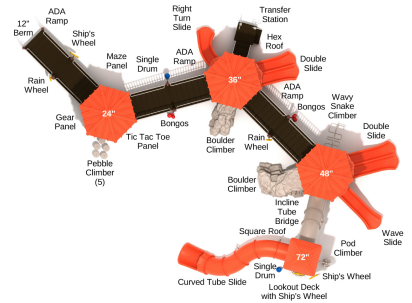 12"
Berm
ADA
Ramp
Ship's
Wheel
Maze
Panel
Single
Drum
ADA
Ramp
Right
Turn
Slide
Transfer
Station
Hex
Roof
Double
Slide
ADA
Ramp
Bongos
Wavy
Snake
Climber
Double
Slide
Rain
Wheel
Gear
Panel
24"
36"
48"
72"
Bongos
Tic Tac Toe
Panel
Pebble
Climber
(5)
Boulder
Climber
Rain
Wheel
Boulder
Climber
Incline
Tube
Bridge
Square Roof
Wave
Slide
Pod
Climber
Curved Tube Slide
Single
Drum
Ship's Wheel
Lookout Deck
with Ship's Wheel